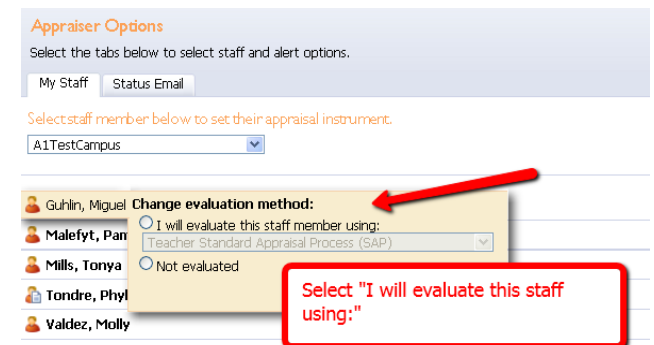 Appraiser Options
Select the tabs below to select staff and alert options.
My Staff Status Email
Select staff member below to set their appraisal instrument.
A1TestCampus
Guhlin, Miguel Change evaluation method:
I will evaluate this staff member using:
Malefyt, Pam
Teacher Standard Appraisal Process (SAP)
Mills, Tonya
Not evaluated
Select "I will evaluate this staff
using:"
Tondre, Phyl
Valdez, Molly